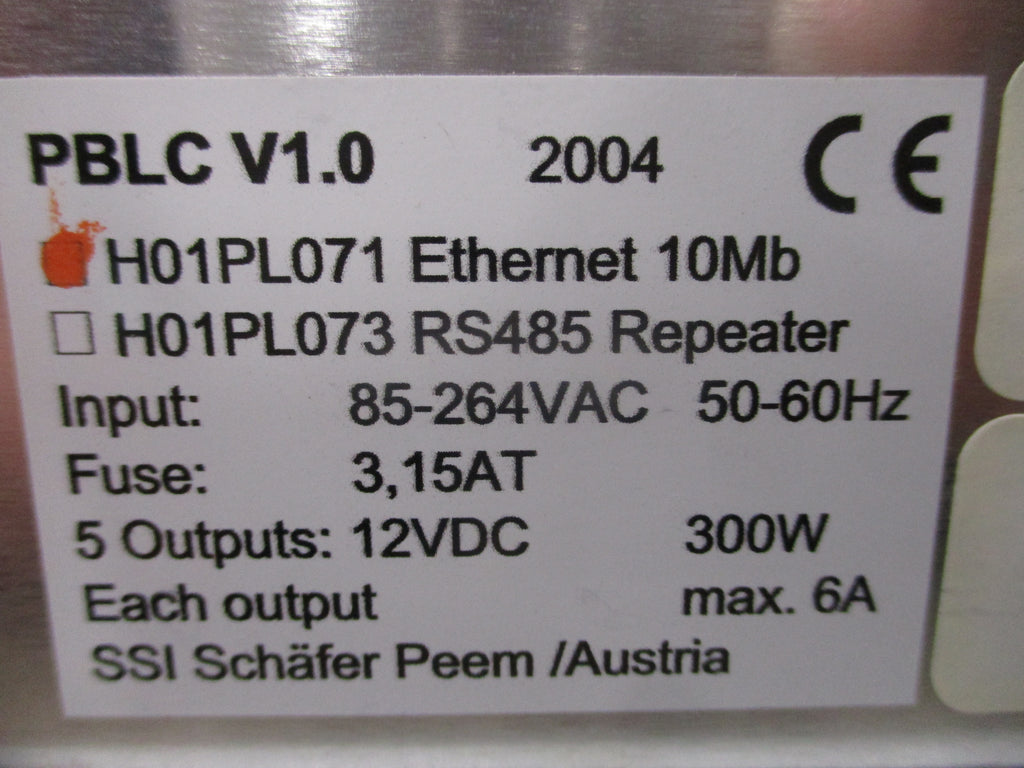 PBLC V1.0 2004 CE
H01PL071 Ethernet 10Mb
H01PL073 RS485 Repeater
Input: 85-264VAC 50-60Hz
Fuse: 3,15AT
5 Outputs: 12VDC 300W
Each output max. 6A
SSI Schäfer Peem /Austria